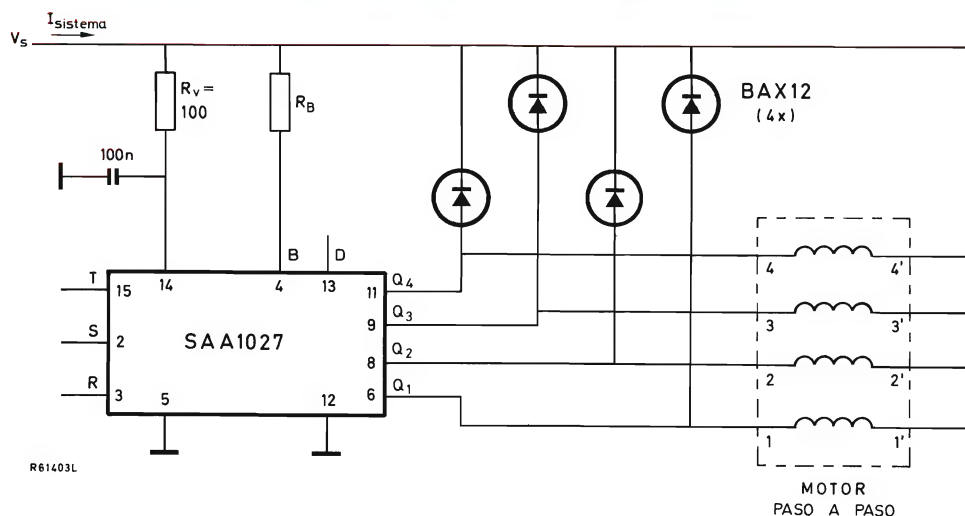 I sistema
Vs
Rv =
100
RB
BAX12
(4x)
100n
B
D
T
15
14
4
13
11
Q4
4
4'
S
2
SAA1027
9
Q3
3
3'
8
Q2
2
2'
R
3
5
12
6
Q1
1
1'
R61403L
MOTOR
PASO A PASO